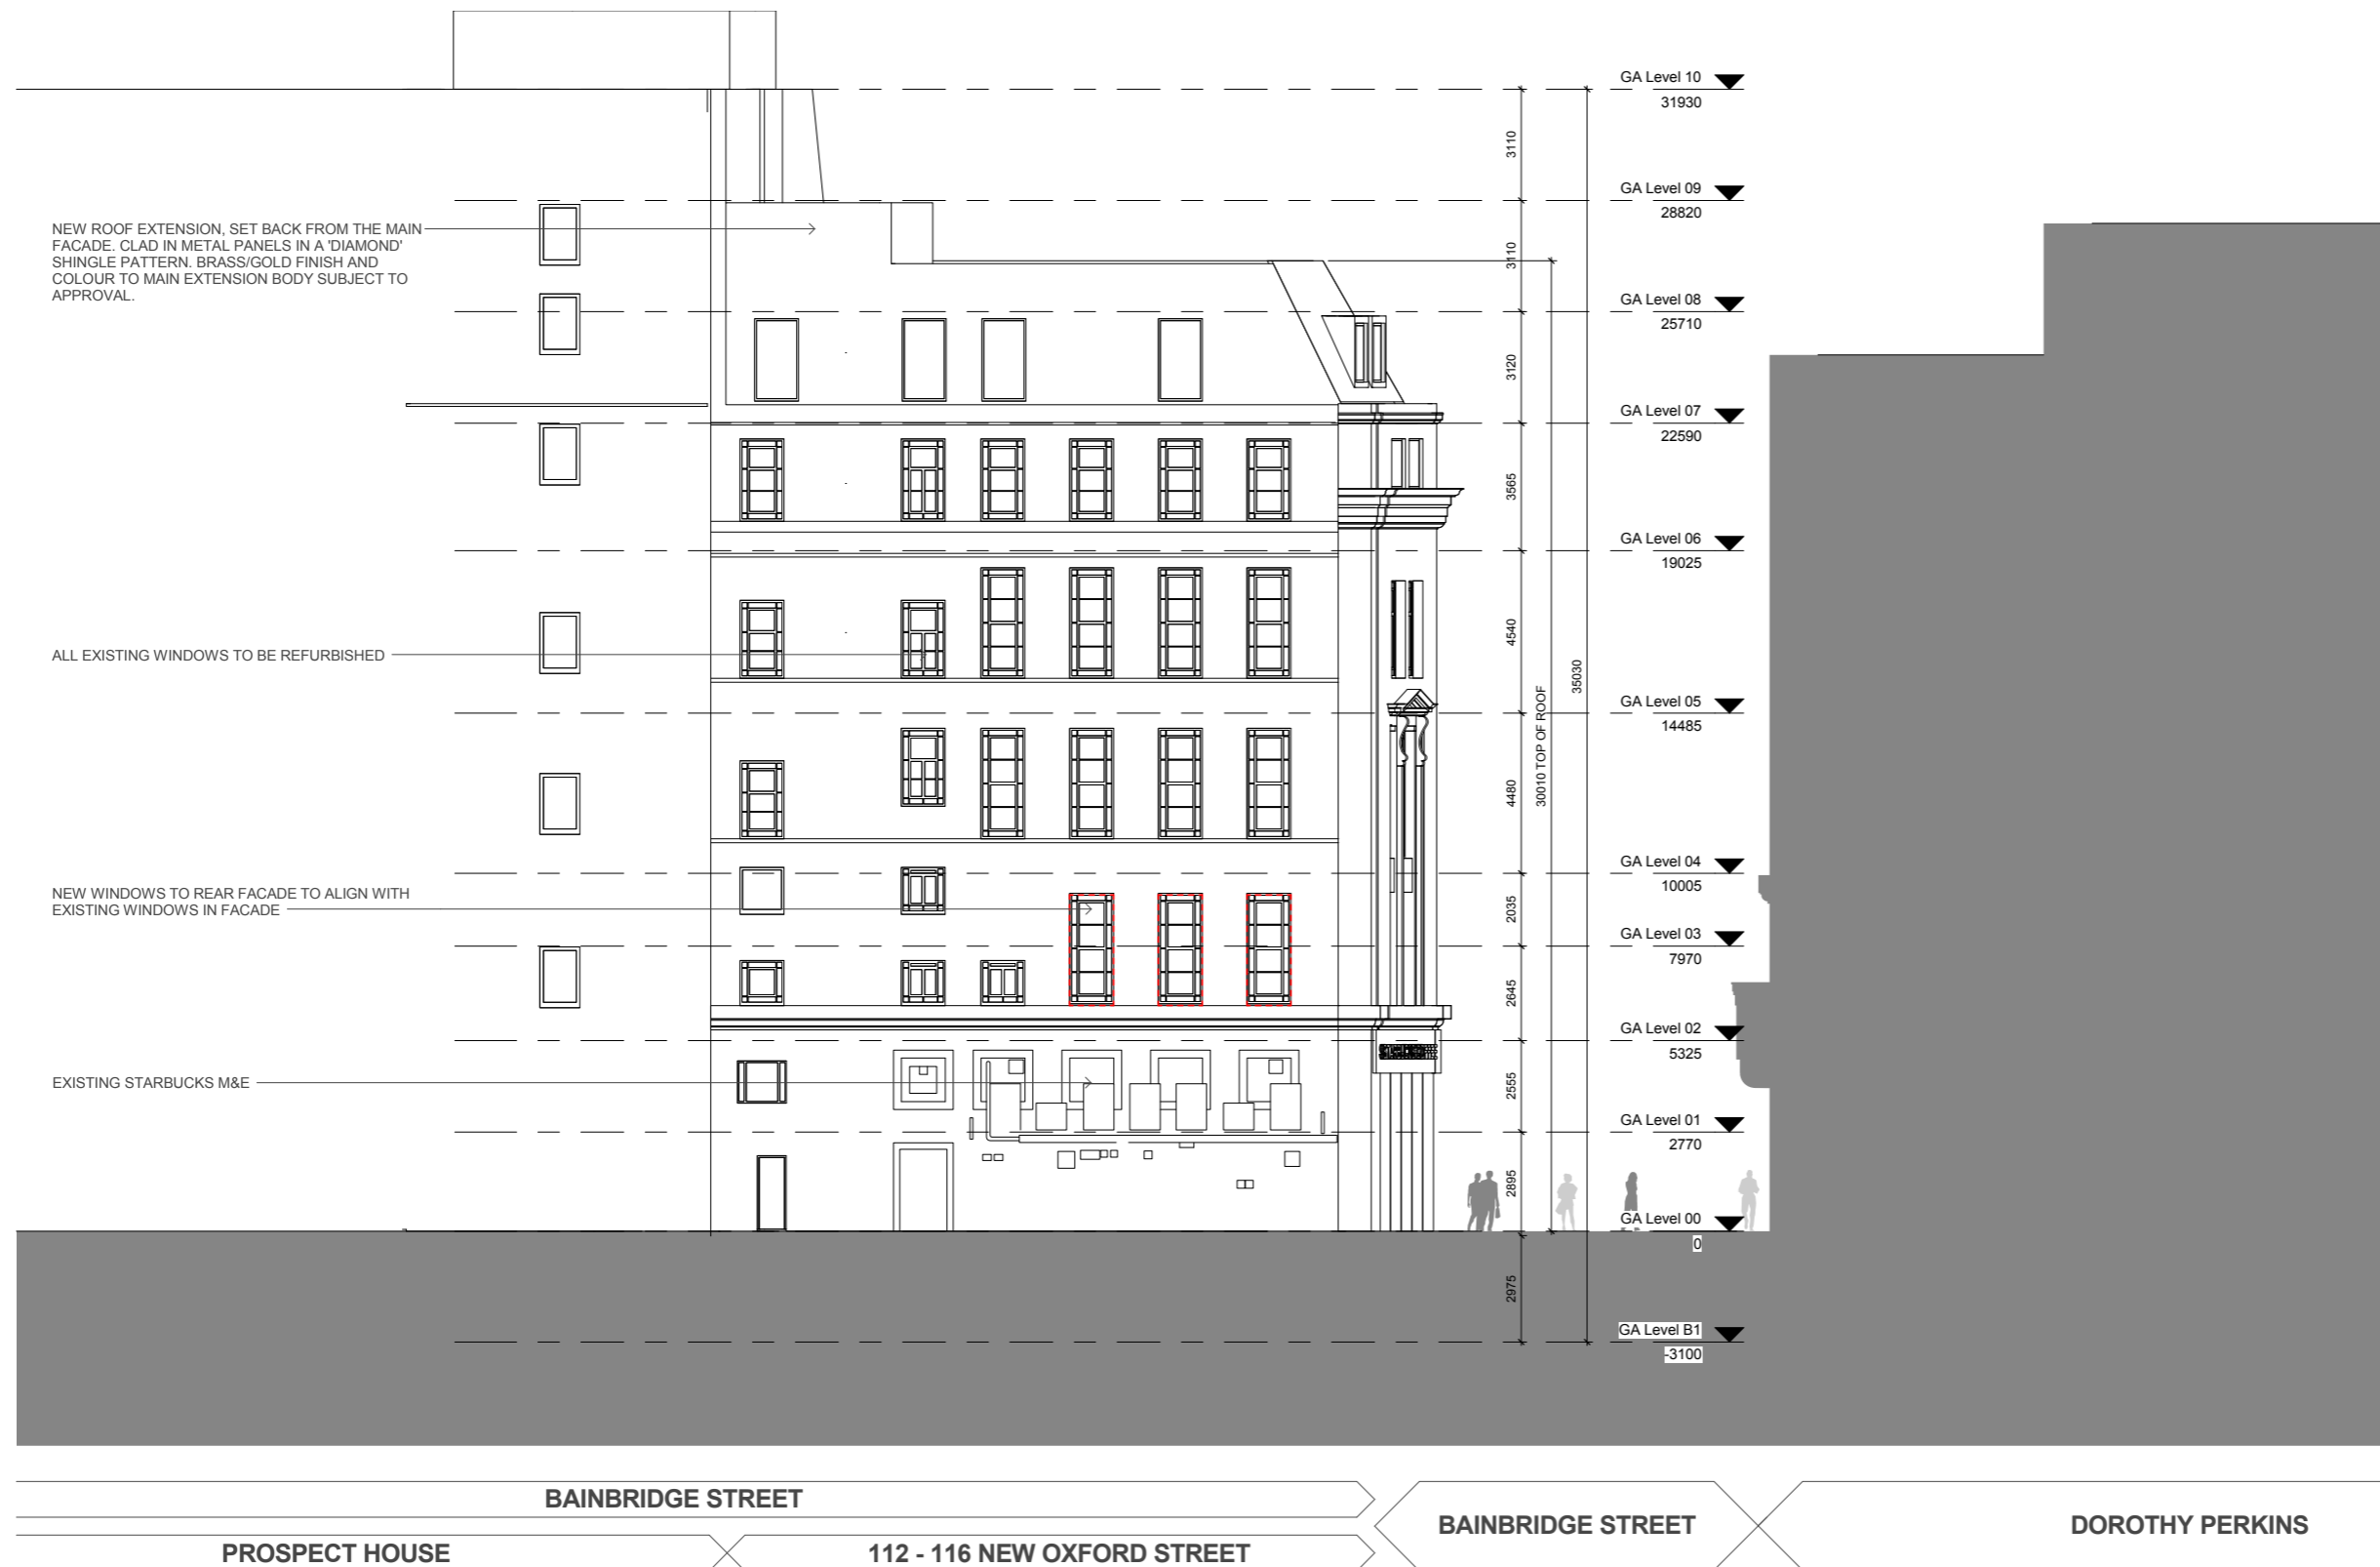 GA Level 10
31930
3110
GA Level 09
28820
NEW ROOF EXTENSION, SET BACK FROM THE MAIN
FACADE. CLAD IN METAL PANELS IN A 'DIAMOND'
SHINGLE PATTERN. BRASS/GOLD FINISH AND
COLOUR TO MAIN EXTENSION BODY SUBJECT TO
APPROVAL.
3110
GA Level 08
25710
3120
GA Level 07
22590
3565
GA Level 06
19025
ALL EXISTING WINDOWS TO BE REFURBISHED
4540
35030
GA Level 05
14485
30010 TOP OF ROOF
4480
GA Level 04
10005
NEW WINDOWS TO REAR FACADE TO ALIGN WITH
EXISTING WINDOWS IN FACADE
2035
GA Level 03
7970
2645
GA Level 02
5325
EXISTING STARBUCKS M&E
2555
GA Level 01
2770
2895
GA Level 00
0
2975
GA Level B1
-3100
BAINBRIDGE STREET
BAINBRIDGE STREET
DOROTHY PERKINS
PROSPECT HOUSE
112 - 116 NEW OXFORD STREET